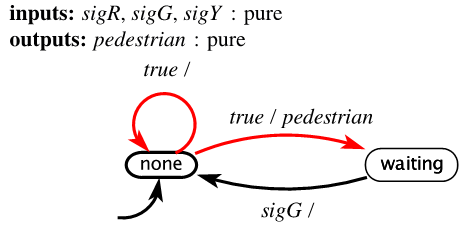 inputs: sigR, sigG, sigY : pure
outputs: pedestrian : pure
true /
true / pedestrian
none
waiting
sigG /